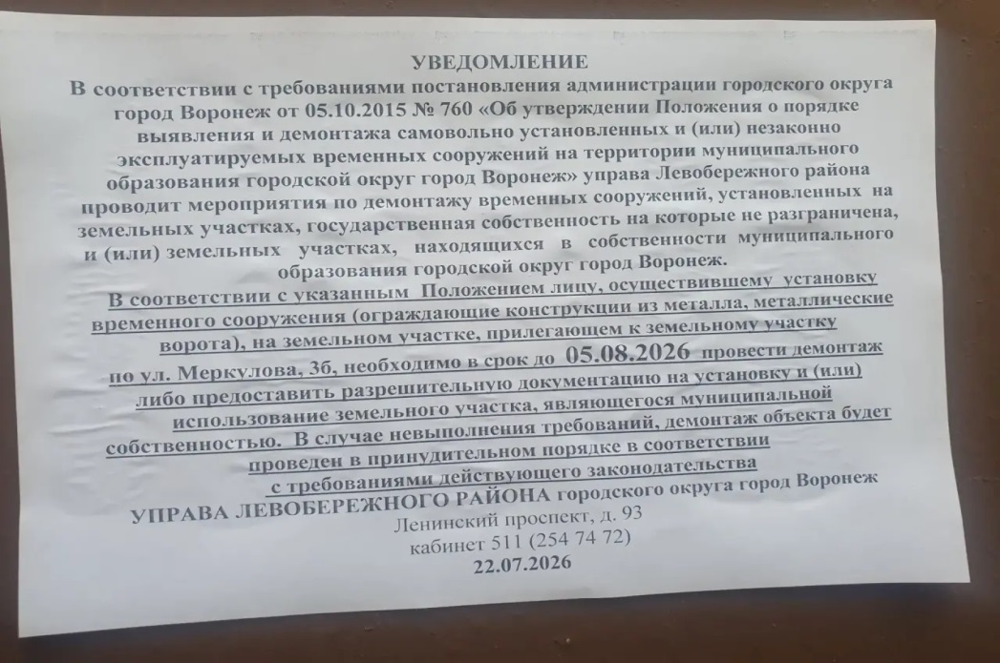 УВЕДОМЛЕНИЕ
В соответствии с требованиями постановления администрации городского округа
город Воронеж от 05.10.2015 № 760 «Об утверждении Положения о порядке
выявления и демонтажа самовольно установленных и (или) незаконно
эксплуатируемых временных сооружений на территории муниципального
образования городской округ город Воронеж» управа Левобережного района
проводит мероприятия по демонтажу временных сооружений, установленных на
земельных участках, государственная собственность на которые не разграничена,
и (или) земельных участках, находящихся в собственности муниципального
образования городской округ город Воронеж.
В соответствии с указанным Положением лицу, осуществившему установку
временного сооружения (ограждающие конструкции из металла, металлические
ворота), на земельном участке, прилегающем к земельному участку
по ул. Меркулова, 3б, необходимо в срок до 05.08.2026 провести демонтаж
либо предоставить разрешительную документацию на установку и (или)
использование земельного участка, являющегося муниципальной
собственностью. В случае невыполнения требований, демонтаж объекта будет
проведен в принудительном порядке в соответствии
с требованиями действующего законодательства
УПРАВА ЛЕВОБЕРЕЖНОГО РАЙОНА городского округа город Воронеж
Ленинский проспект, д. 93
кабинет 511 (254 74 72)
22.07.2026